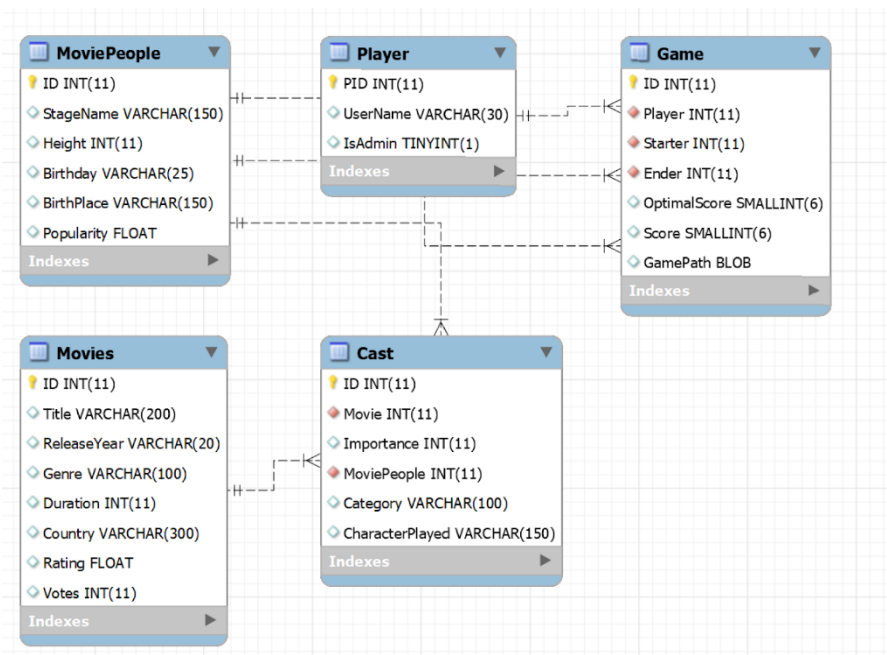 MoviePeople
ID INT(11)
StageName VARCHAR(150)
Height INT(11)
Birthday VARCHAR(25)
BirthPlace VARCHAR(150)
Popularity FLOAT
Indexes
Player
PID INT(11)
UserName VARCHAR(30)
IsAdmin TINYINT(1)
Indexes
Game
ID INT(11)
Player INT(11)
Starter INT(11)
Ender INT(11)
OptimalScore SMALLINT(6)
Score SMALLINT(6)
GamePath BLOB
Indexes
Movies
ID INT(11)
Title VARCHAR(200)
ReleaseYear VARCHAR(20)
Genre VARCHAR(100)
Duration INT(11)
Country VARCHAR(300)
Rating FLOAT
Votes INT(11)
Indexes
Cast
ID INT(11)
Movie INT(11)
Importance INT(11)
MoviePeople INT(11)
Category VARCHAR(100)
CharacterPlayed VARCHAR(150)
Indexes